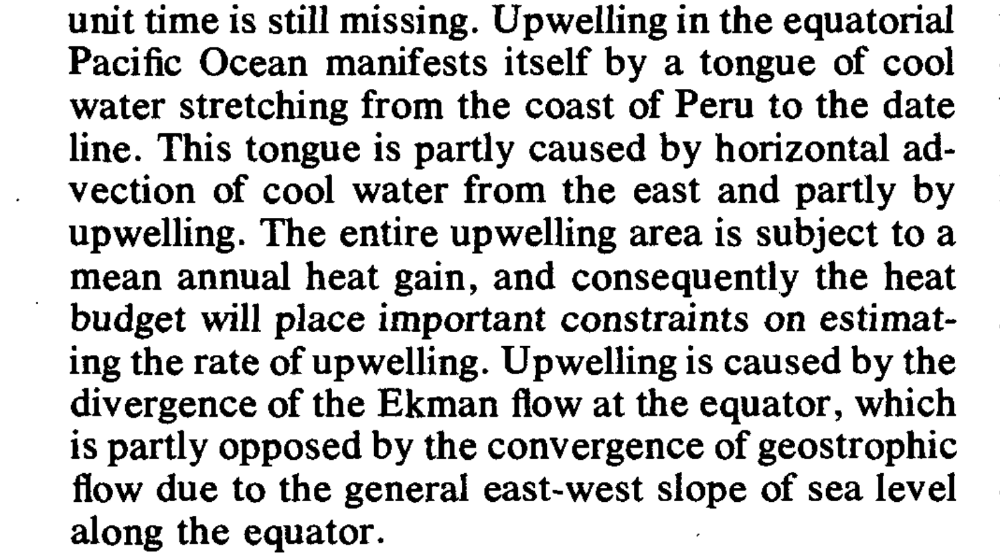 unit time is still missing. Upwelling in the equatorial
Pacific Ocean manifests itself by a tongue of cool
water stretching from the coast of Peru to the date
line. This tongue is partly caused by horizontal ad-
vection of cool water from the east and partly by
upwelling. The entire upwelling area is subject to a
mean annual heat gain, and consequently the heat
budget will place important constraints on estimat-
ing the rate of upwelling. Upwelling is caused by the
divergence of the Ekman flow at the equator, which
is partly opposed by the convergence of geostrophic
flow due to the general east-west slope of sea level
along the equator.